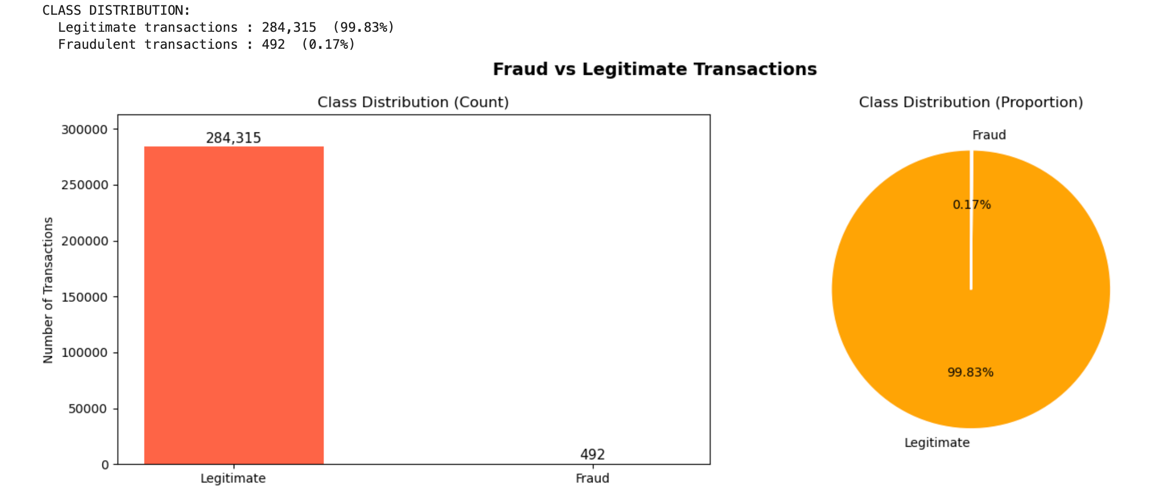 CLASS DISTRIBUTION:
Legitimate transactions : 284,315 (99.83%)
Fraudulent transactions : 492 (0.17%)
Fraud vs Legitimate Transactions
Class Distribution (Count)
Number of Transactions
300000
250000
200000
150000
100000
50000
0
284,315
492
Legitimate
Fraud
Class Distribution (Proportion)
Fraud
0.17%
99.83%
Legitimate